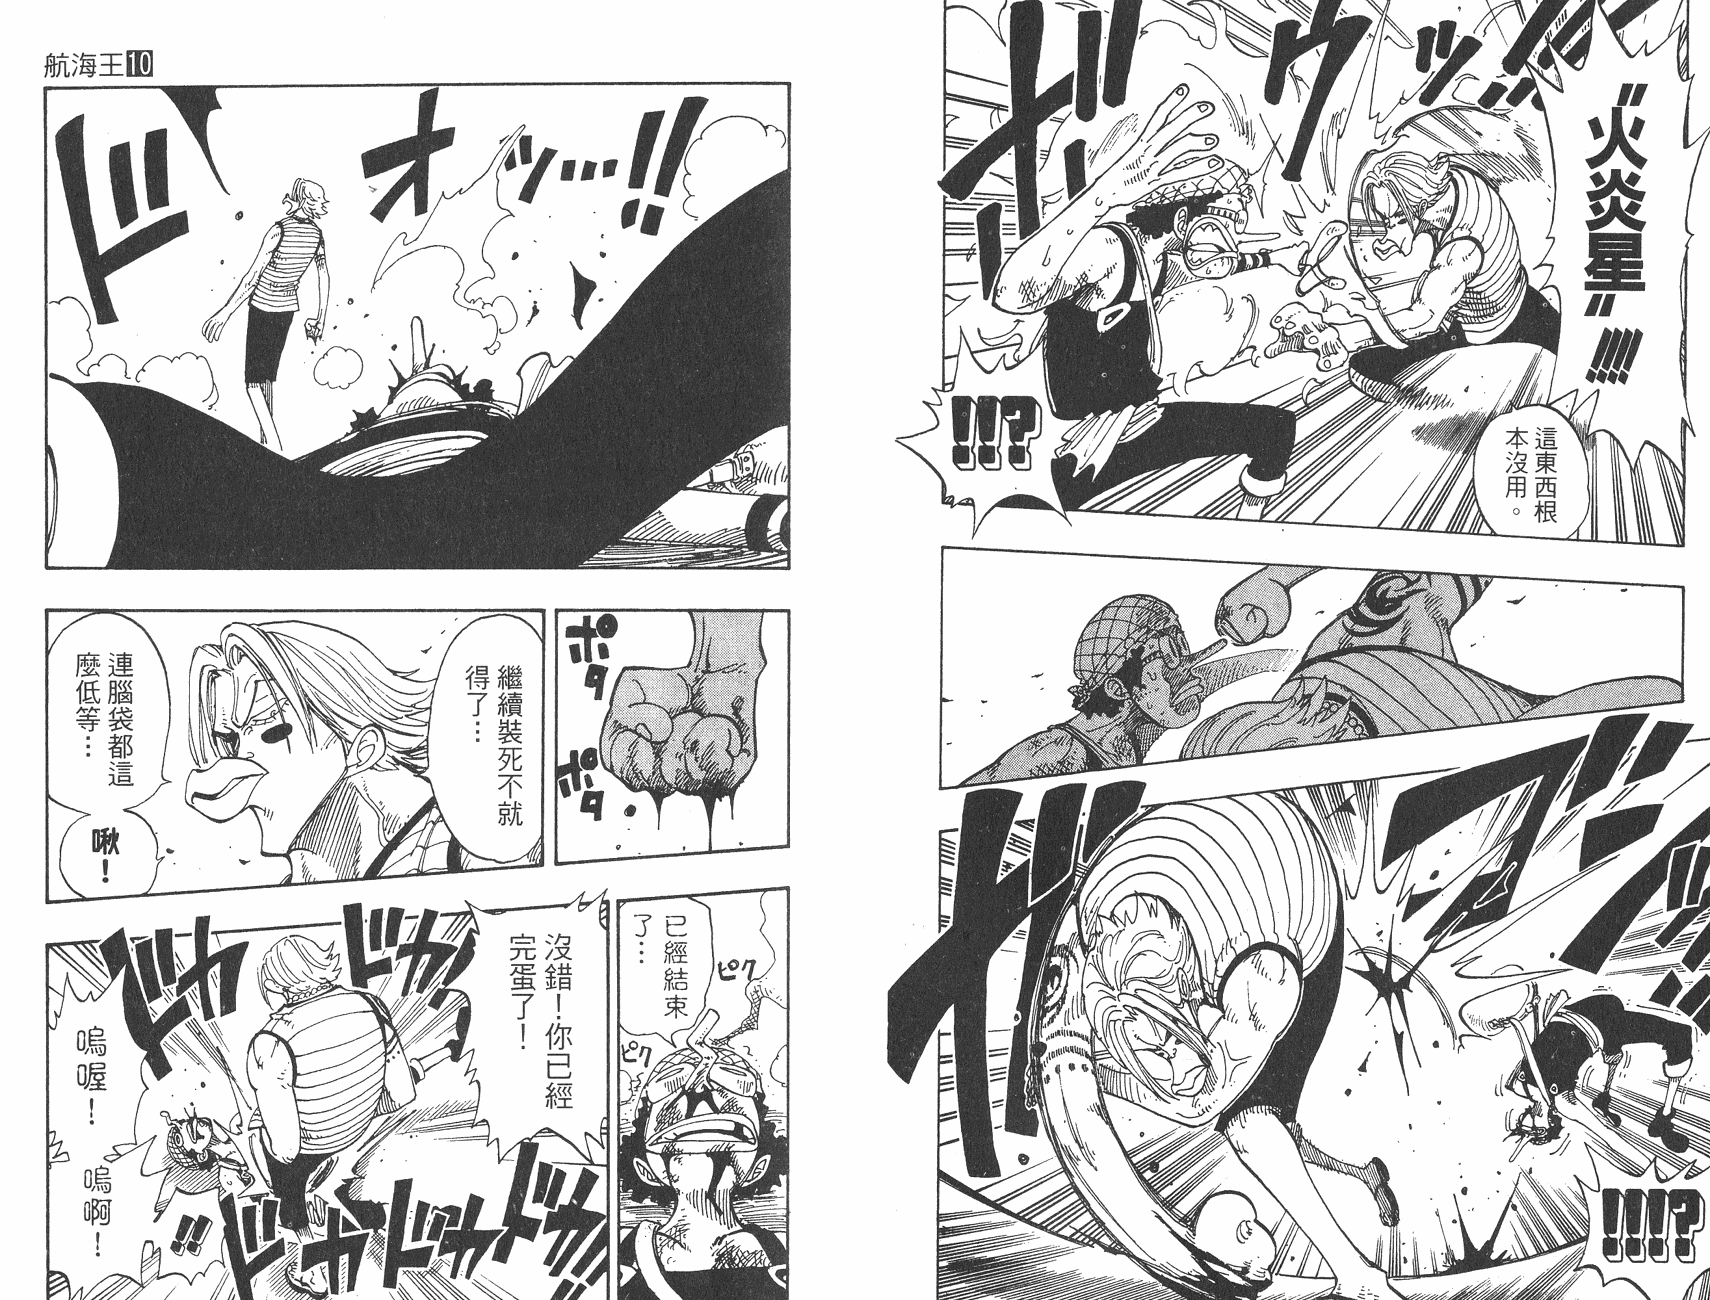 航海王10
ドウッ!!!
“火炎星”!!!!!
這東西根
本沒用。
!!?
ドゴゴォン!!
!!!!?
ドオッ…!!
ポタ
ポタ
繼續裝死不就
得了…
連腦袋都這
麼低等…
啾!
已經結束
了…
ピク
ピク
沒錯!你已經
完蛋了!
ドカ
ドカ
嗚喔!
嗚啊!
!!
ドカドカドカ!!!